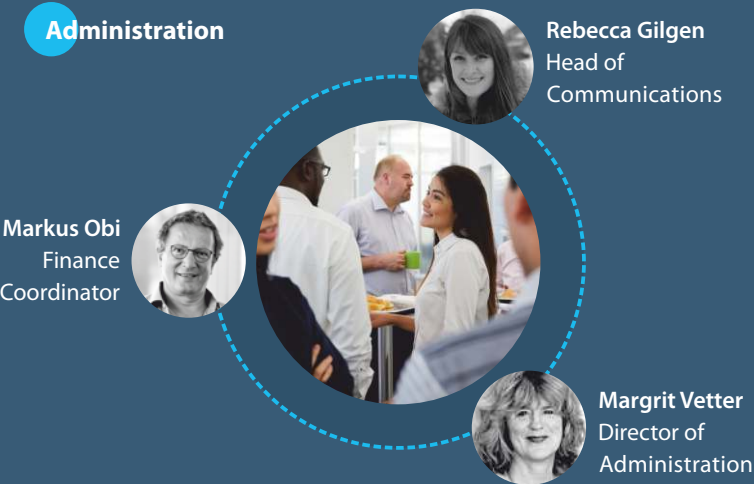 Administration
Rebecca Gilgen
Head of
Communications
Markus Obi
Finance
Coordinator
Margrit Vetter
Director of
Administration